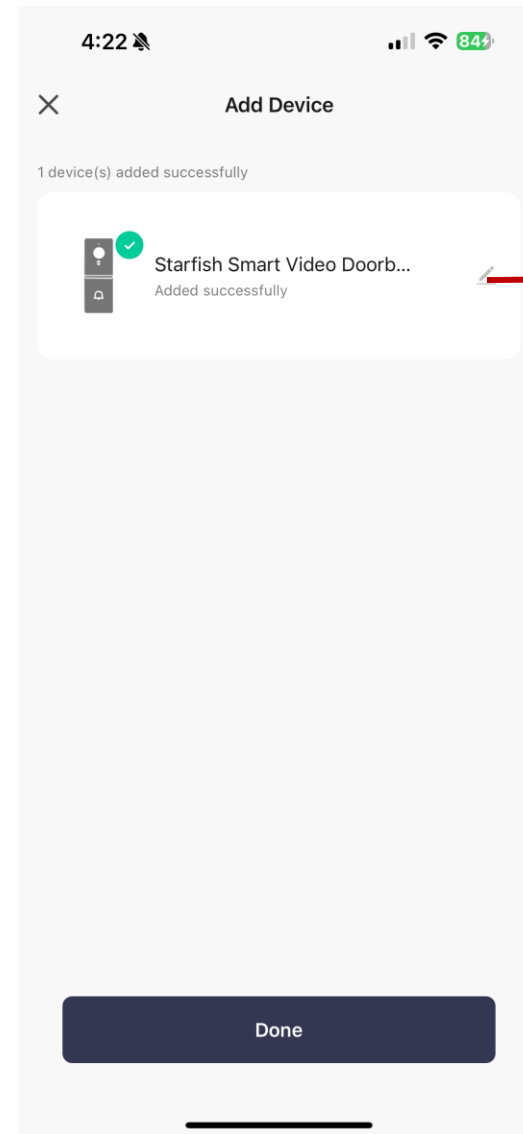 4:22
84
Add Device
1 device(s) added successfully
Starfish Smart Video Doorb...
Added successfully
Done